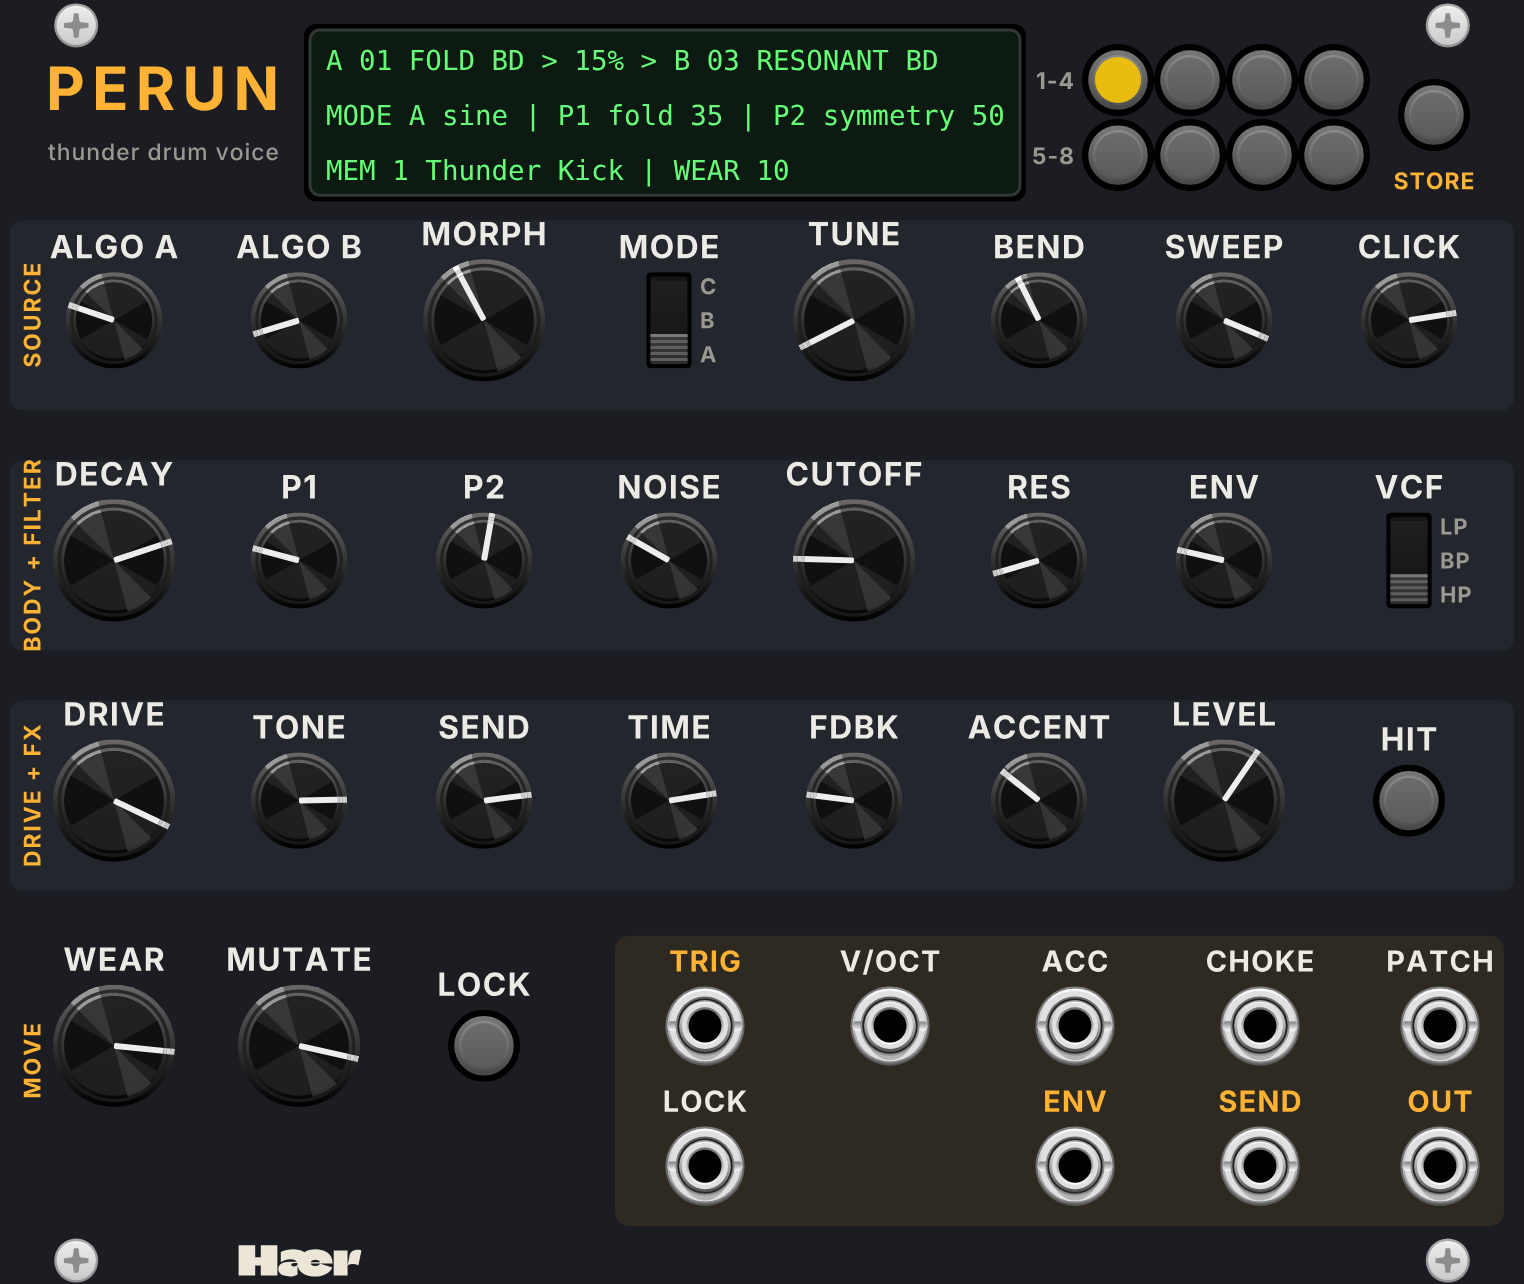 PERUN
thunder drum voice
A 01 FOLD BD > 15% > B 03 RESONANT BD
MODE A sine | P1 fold 35 | P2 symmetry 50
MEM 1 Thunder Kick | WEAR 10
1-4
5-8
STORE
SOURCE
ALGO A
ALGO B
MORPH
MODE
C
B
A
TUNE
BEND
SWEEP
CLICK
BODY + FILTER
DECAY
P1
P2
NOISE
CUTOFF
RES
ENV
VCF
LP
BP
HP
DRIVE + FX
DRIVE
TONE
SEND
TIME
FDBK
ACCENT
LEVEL
HIT
MOVE
WEAR
MUTATE
LOCK
TRIG
V/OCT
ACC
CHOKE
PATCH
LOCK
ENV
SEND
OUT
Hær